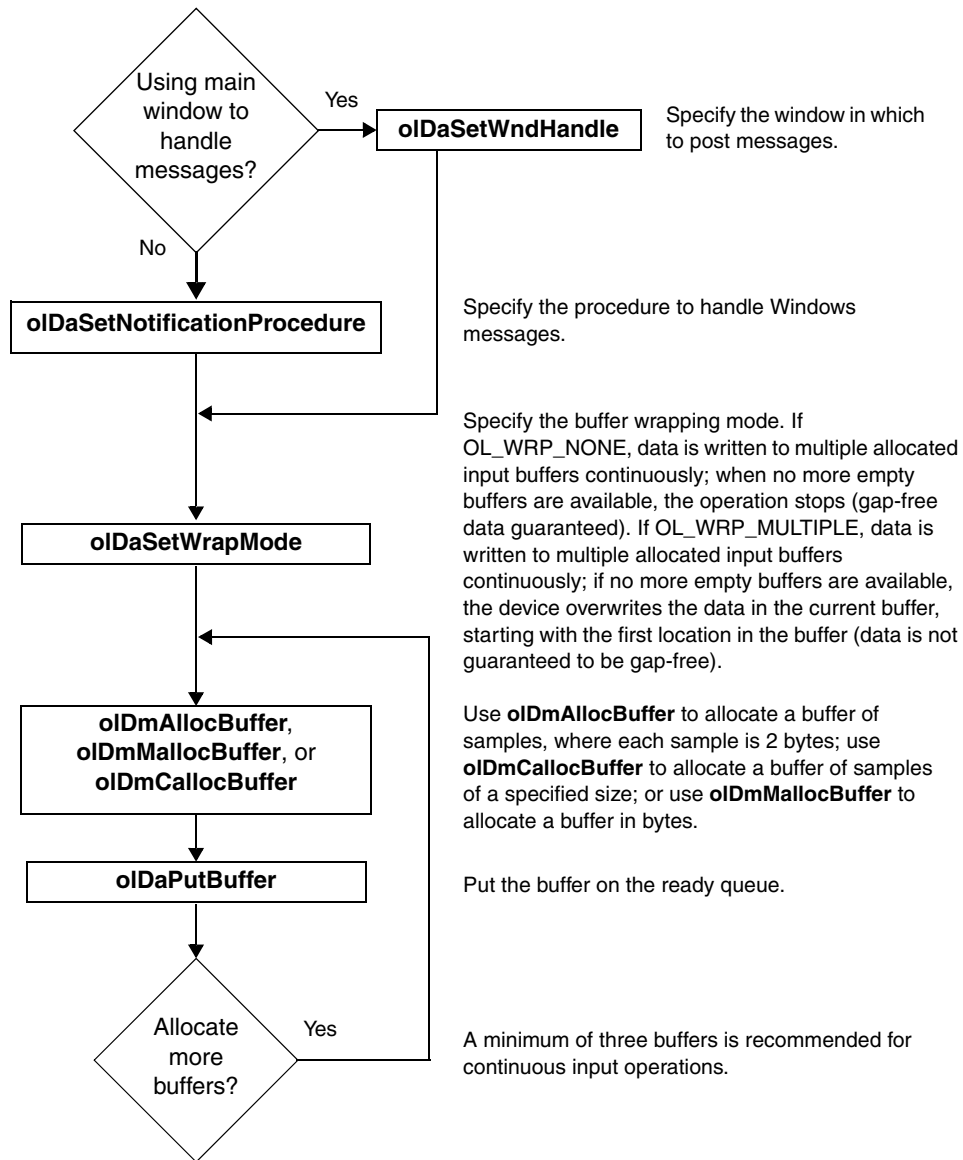 Using main
window to
handle
messages?
Yes
olDaSetWndHandle
Specify the window in which
to post messages.
No
olDaSetNotificationProcedure
Specify the procedure to handle Windows
messages.
Specify the buffer wrapping mode. If
OL_WRP_NONE, data is written to multiple allocated
input buffers continuously; when no more empty
buffers are available, the operation stops (gap-free
data guaranteed). If OL_WRP_MULTIPLE, data is
written to multiple allocated input buffers
continuously; if no more empty buffers are available,
the device overwrites the data in the current buffer,
starting with the first location in the buffer (data is not
guaranteed to be gap-free).
olDaSetWrapMode
olDmAllocBuffer,
olDmMallocBuffer, or
olDmCallocBuffer
Use olDmAllocBuffer to allocate a buffer of
samples, where each sample is 2 bytes; use
olDmCallocBuffer to allocate a buffer of samples
of a specified size; or use olDmMallocBuffer to
allocate a buffer in bytes.
olDaPutBuffer
Put the buffer on the ready queue.
Allocate
more
buffers?
Yes
A minimum of three buffers is recommended for
continuous input operations.